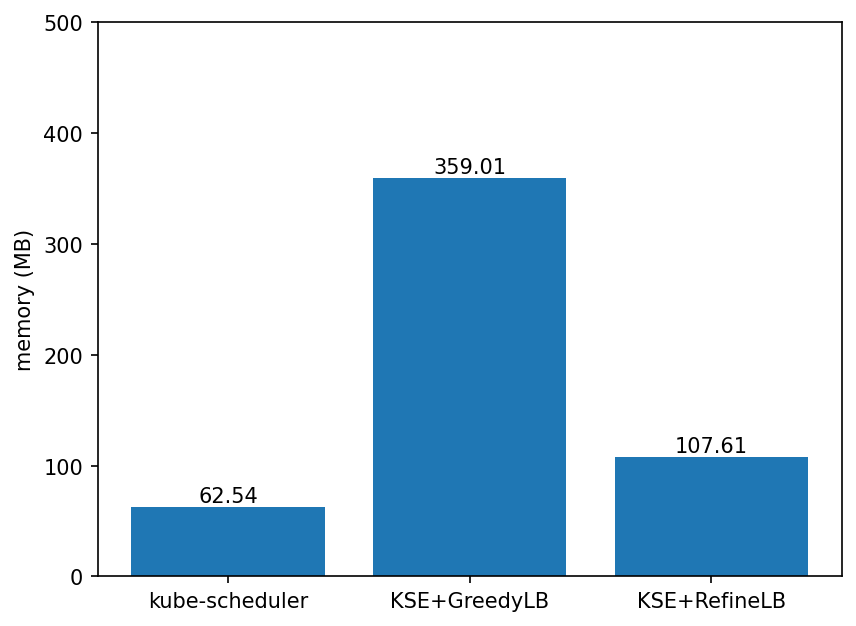 500
400
300
200
100
0
memory (MB)
62.54
359.01
107.61
kube-scheduler
KSE+GreedyLB
KSE+RefineLB